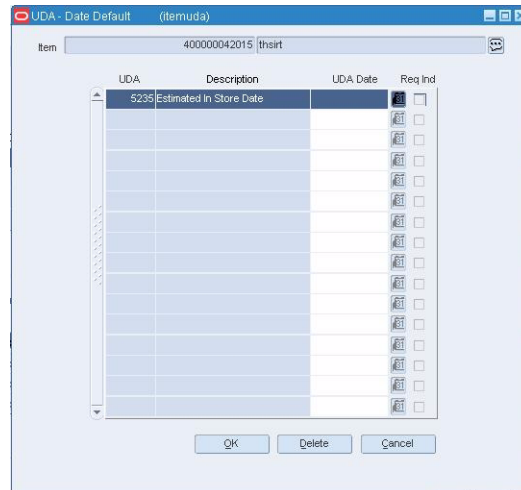 UDA - Date Default (itemuda)
Item 400000042015 thsirt
UDA Description UDA Date Req Ind
5235 Estimated In Store Date
OK Delete Cancel